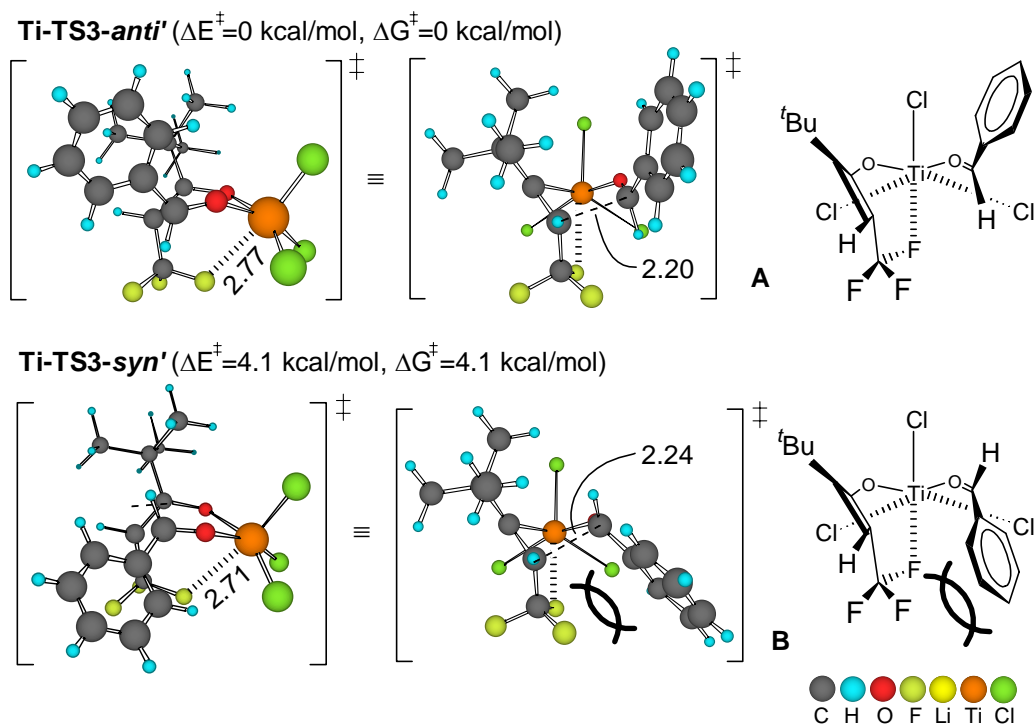 Ti-TS3-anti' (ΔE‡=0 kcal/mol, ΔG‡=0 kcal/mol)
‡
‡
2.77
≡
2.20
A
tBu
Cl
O
Ti
O
Cl
Cl
H
H
F
F
F
Ti-TS3-syn' (ΔE‡=4.1 kcal/mol, ΔG‡=4.1 kcal/mol)
‡
‡
2.71
≡
2.24
B
tBu
Cl
H
O
Ti
O
Cl
Cl
H
F
F
F
C H O F Li Ti Cl